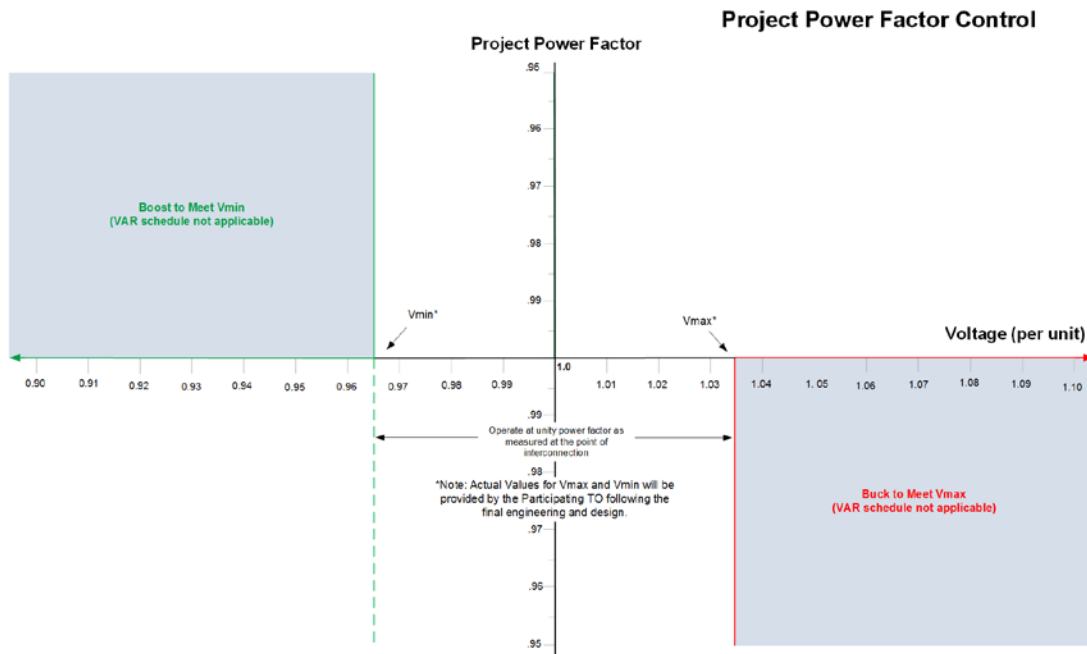 Project Power Factor Control
Project Power Factor
.95
.96
.97
.98
.99
Boost to Meet Vmin
(VAR schedule not applicable)
Vmin*
Vmax*
Voltage (per unit)
0.90
0.91
0.92
0.93
0.94
0.95
0.96
0.97
0.98
0.99
1.0
1.01
1.02
1.03
1.04
1.05
1.06
1.07
1.08
1.09
1.10
.99
Operate at unity power factor as
measured at the point of
interconnection
.98
*Note: Actual Values for Vmax and Vmin will be
provided by the Participating TO following the
final engineering and design.
Buck to Meet Vmax
(VAR schedule not applicable)
.97
.96
.95